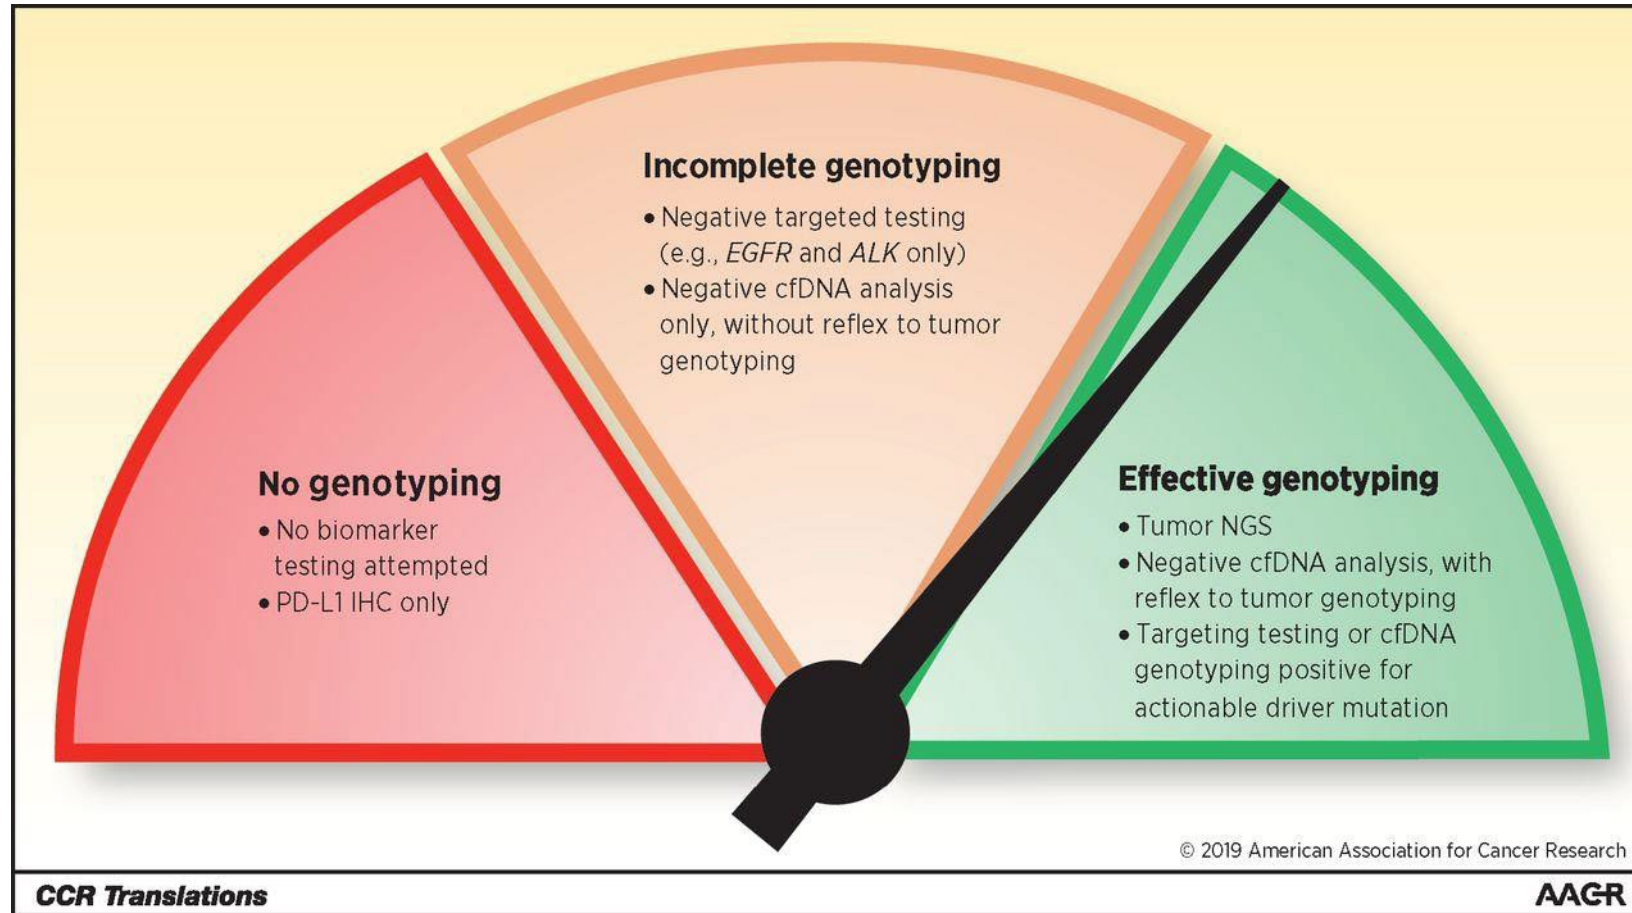 Incomplete genotyping
• Negative targeted testing
(e.g., EGFR and ALK only)
• Negative cfDNA analysis
only, without reflex to tumor
genotyping
No genotyping
• No biomarker
testing attempted
• PD-L1 IHC only
Effective genotyping
• Tumor NGS
• Negative cfDNA analysis, with
reflex to tumor genotyping
• Targeting testing or cfDNA
genotyping positive for
actionable driver mutation
© 2019 American Association for Cancer Research
CCR Translations
AACR